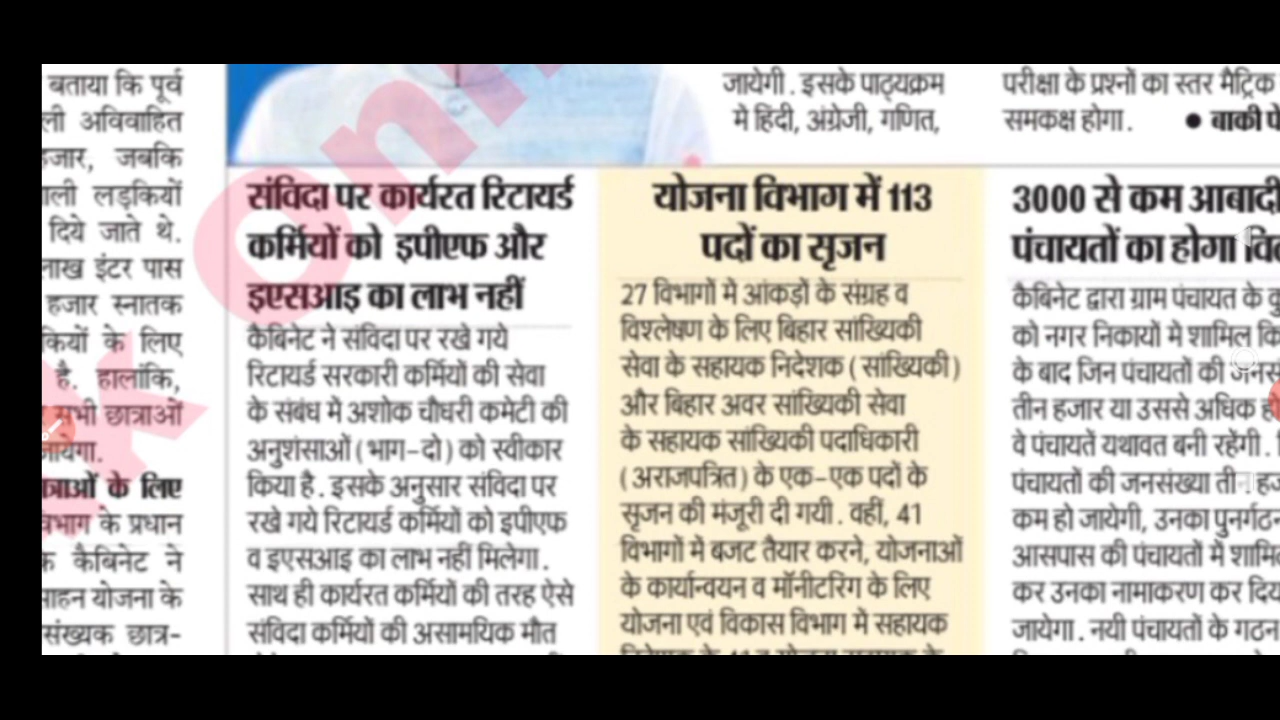 बताया कि पूर्व
ली अविवाहित
हजार, जबकि
वाली लड़कियों
दिये जाते थे.
लाख इंटर पास
हजार स्नातक
कियों के लिए
है. हालांकि,
सभी छात्राओं
जायेगा.
त्राओं के लिए
विभाग के प्रधान
क कैबिनेट ने
साहन योजना के
संख्यक छात्र-
जायेगी. इसके पाठ्यक्रम
मे हिंदी, अंग्रेजी, गणित,
परीक्षा के प्रश्नों का स्तर मैट्रिक
समकक्ष होगा. ● बाकी पे
संविदा पर कार्यरत रिटायर्ड
कर्मियों को इपीएफ और
इएसआइ का लाभ नहीं
कैबिनेट ने संविदा पर रखे गये
रिटायर्ड सरकारी कर्मियों की सेवा
के संबंध में अशोक चौधरी कमेटी की
अनुशंसाओं (भाग-दो) को स्वीकार
किया है. इसके अनुसार संविदा पर
रखे गये रिटायर्ड कर्मियों को इपीएफ
व इएसआइ का लाभ नहीं मिलेगा.
साथ ही कार्यरत कर्मियों की तरह ऐसे
संविदा कर्मियों की असामयिक मौत
योजना विभाग में 113
पदों का सृजन
27 विभागों में आंकड़ों के संग्रह व
विश्लेषण के लिए बिहार सांख्यिकी
सेवा के सहायक निदेशक (सांख्यिकी)
और बिहार अवर सांख्यिकी सेवा
के सहायक सांख्यिकी पदाधिकारी
(अराजपत्रित) के एक-एक पदों के
सृजन की मंजूरी दी गयी. वहीं, 41
विभागों में बजट तैयार करने, योजनाओं
के कार्यान्वयन व मॉनीटरिंग के लिए
योजना एवं विकास विभाग में सहायक
3000 से कम आबादी
पंचायतों का होगा
कैबिनेट द्वारा ग्राम पंचायत के कु
को नगर निकायों मे शामिल कि
के बाद जिन पंचायतों की जनसं
तीन हजार या उससे अधिक हो
वे पंचायतें यथावत बनी रहेंगी.
पंचायतों की जनसंख्या तीन हज
कम हो जायेगी, उनका पुनर्गठन
आसपास की पंचायतों में शामि
कर उनका नामाकरण कर दिय
जायेगा. नयी पंचायतों के गठन